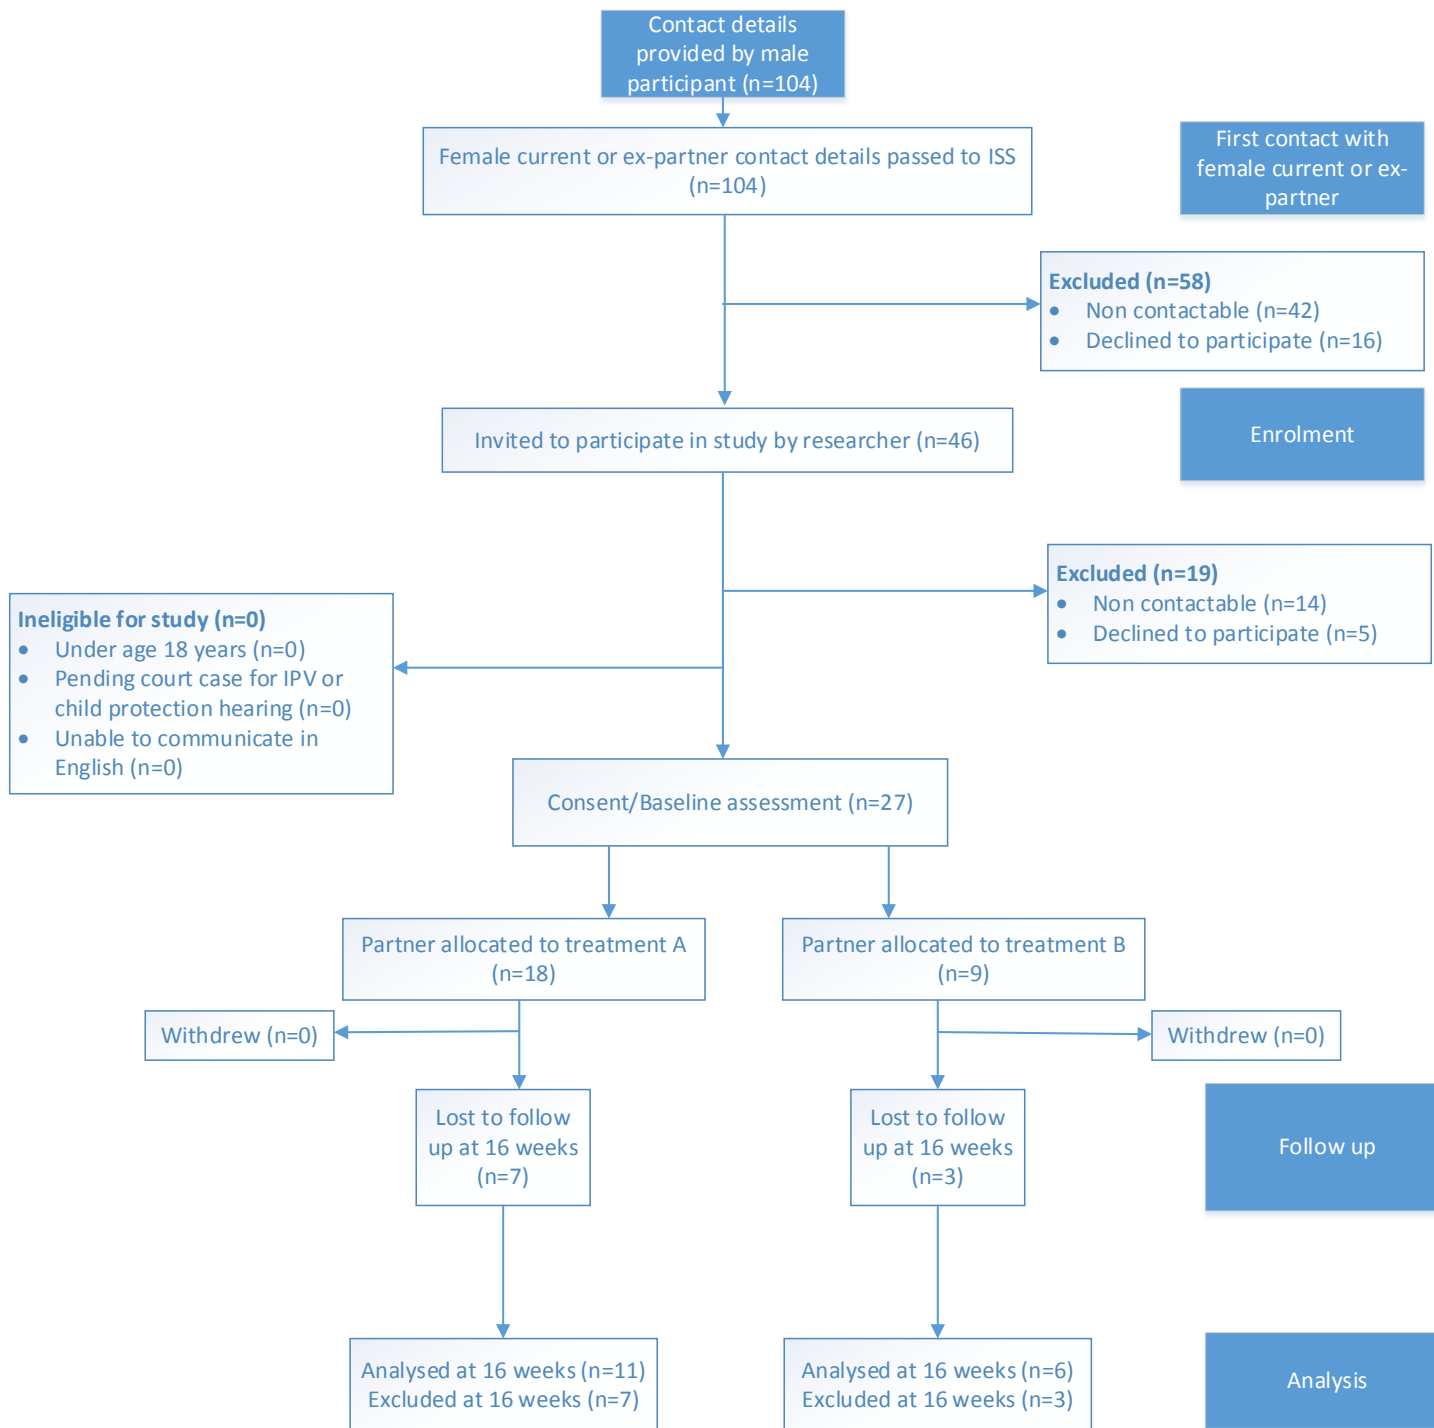 Contact details
provided by male
participant (n=104)
Female current or ex-partner contact details passed to ISS
(n=104)
First contact with
female current or ex-
partner
Excluded (n=58)
• Non contactable (n=42)
• Declined to participate (n=16)
Invited to participate in study by researcher (n=46)
Enrolment
Excluded (n=19)
• Non contactable (n=14)
• Declined to participate (n=5)
Ineligible for study (n=0)
• Under age 18 years (n=0)
• Pending court case for IPV or
child protection hearing (n=0)
• Unable to communicate in
English (n=0)
Consent/Baseline assessment (n=27)
Partner allocated to treatment A
(n=18)
Partner allocated to treatment B
(n=9)
Withdrew (n=0)
Withdrew (n=0)
Lost to follow
up at 16 weeks
(n=7)
Lost to follow
up at 16 weeks
(n=3)
Follow up
Analysed at 16 weeks (n=11)
Excluded at 16 weeks (n=7)
Analysed at 16 weeks (n=6)
Excluded at 16 weeks (n=3)
Analysis